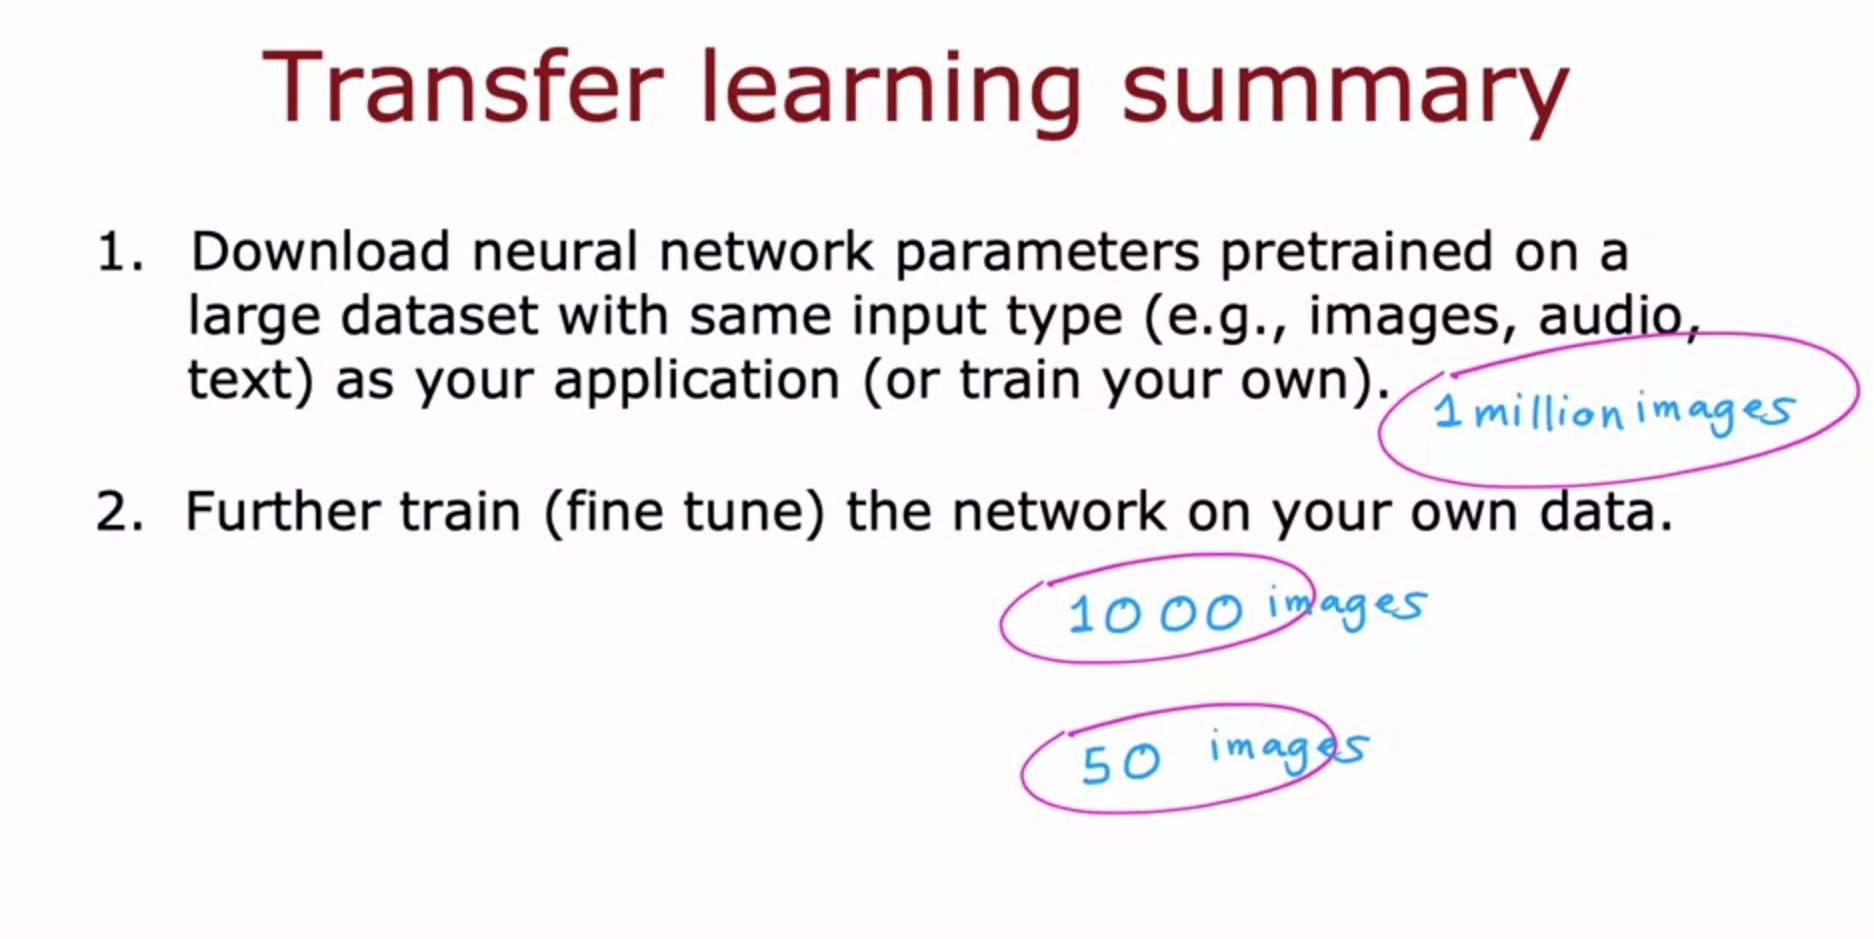 Transfer learning summary
1. Download neural network parameters pretrained on a
large dataset with same input type (e.g., images, audio,
text) as your application (or train your own).
1 million images
2. Further train (fine tune) the network on your own data.
1000 images
50 images